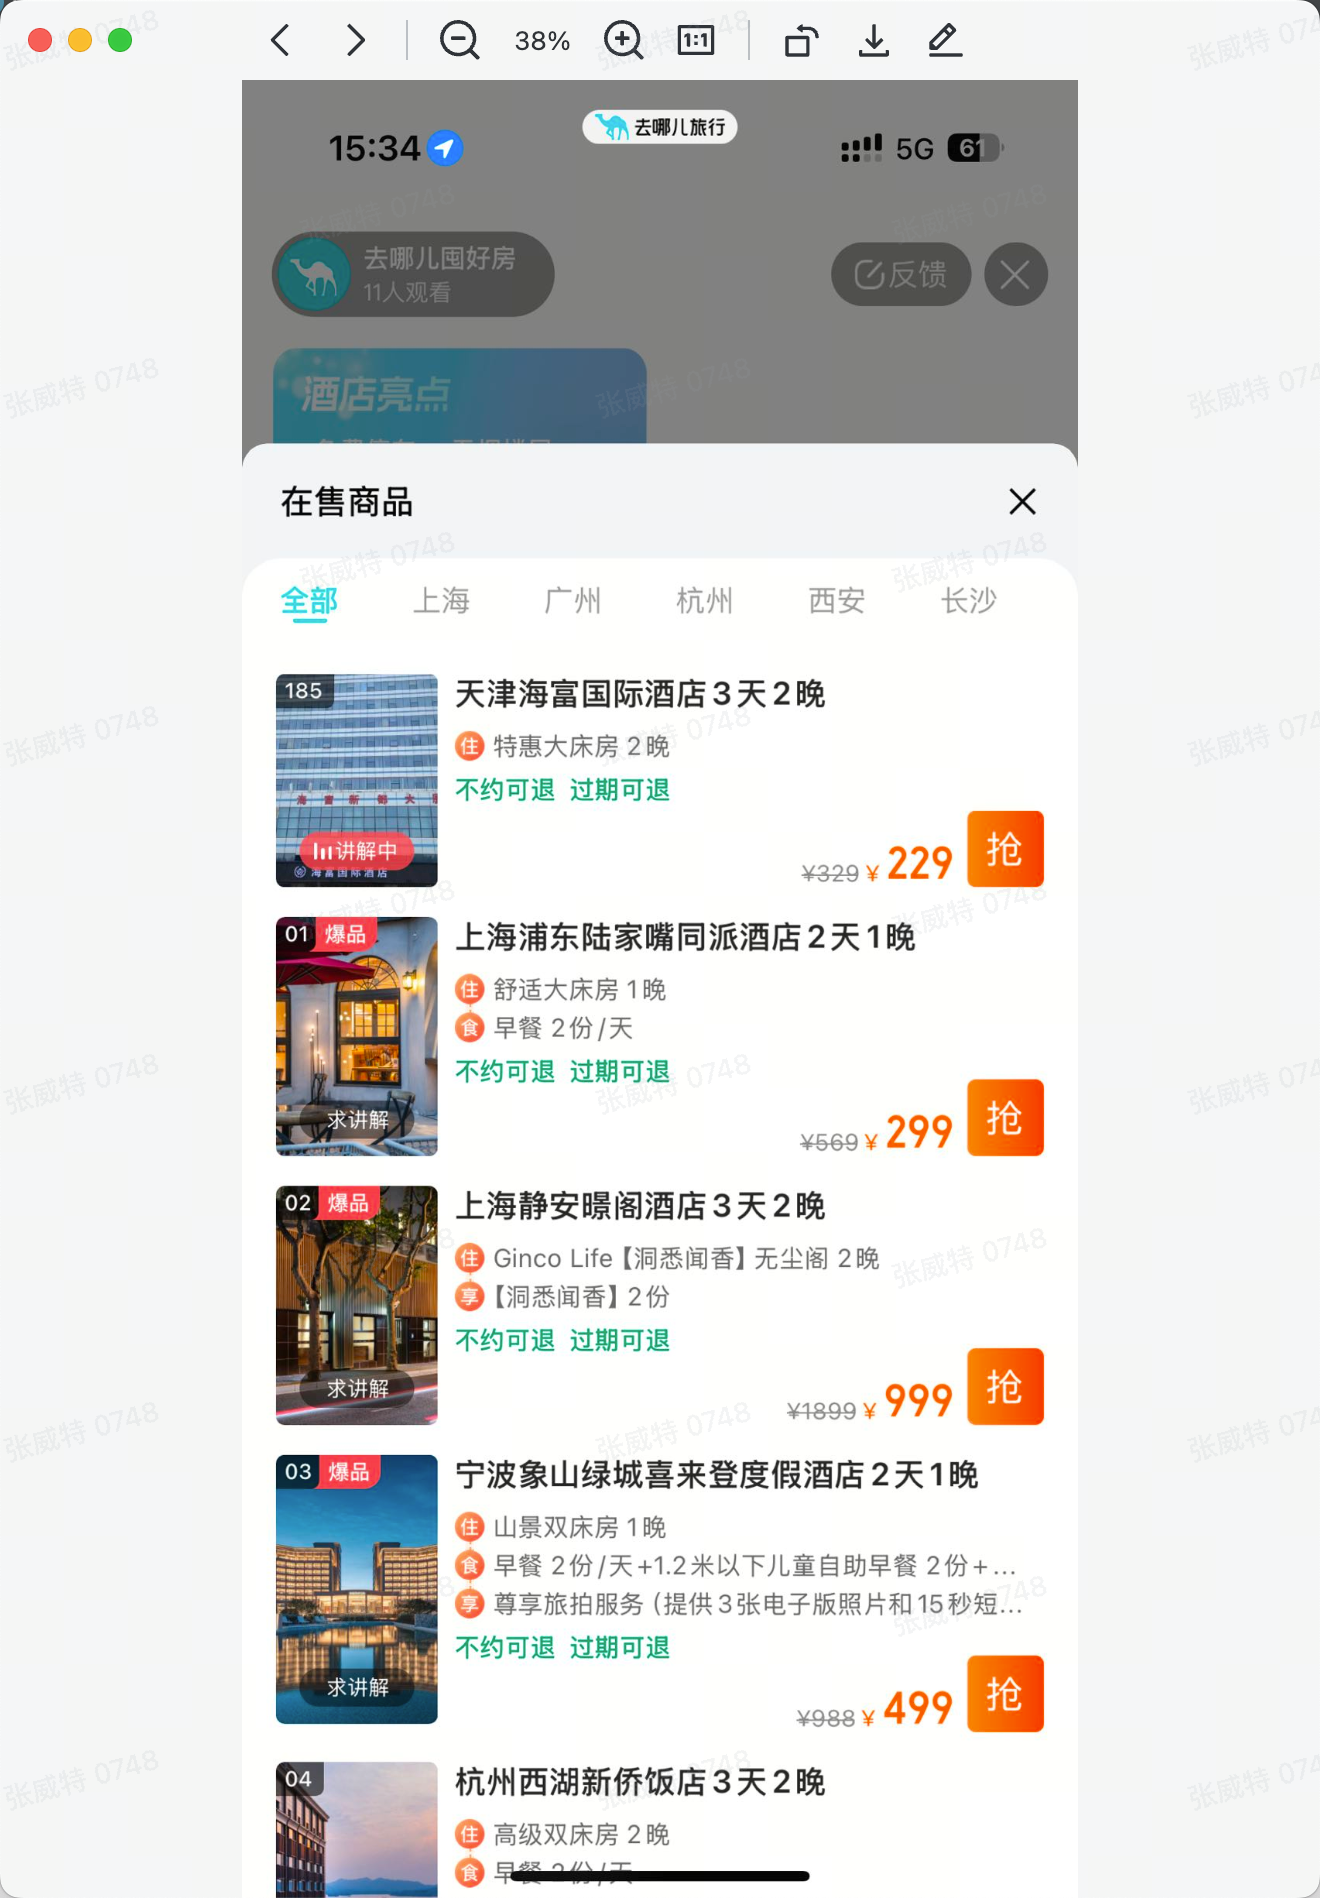 38%
1:1
15:34
去哪儿旅行
5G
61
去哪儿囤好房
11人观看
反馈
酒店亮点
在售商品
全部
上海
广州
杭州
西安
长沙
185
讲解中
海富国际酒店
天津海富国际酒店3天2晚
住 特惠大床房 2晚
不约可退 过期可退
¥329 ¥ 229
抢
01 爆品
求讲解
上海浦东陆家嘴同派酒店2天1晚
住 舒适大床房 1晚
食 早餐 2份/天
不约可退 过期可退
¥569 ¥ 299
抢
02 爆品
求讲解
上海静安暻阁酒店3天2晚
住 Ginco Life【洞悉闻香】无尘阁 2晚
享 【洞悉闻香】2份
不约可退 过期可退
¥1899 ¥ 999
抢
03 爆品
求讲解
宁波象山绿城喜来登度假酒店2天1晚
住 山景双床房 1晚
食 早餐 2份/天+1.2米以下儿童自助早餐 2份+...
享 尊享旅拍服务（提供3张电子版照片和15秒短...
不约可退 过期可退
¥988 ¥ 499
抢
04
杭州西湖新侨饭店3天2晚
住 高级双床房 2晚
食 早餐 2份/天
张威特 0748